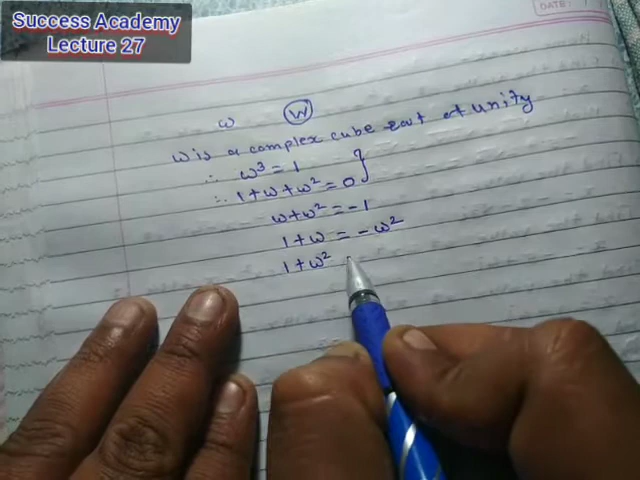 Success Academy
Lecture 27
DATE: / /
ω W
W is a complex cube root of unity
∴ ω³ = 1
∴ 1 + ω + ω² = 0 }
ω + ω² = -1
1 + ω = -ω²
1 + ω²